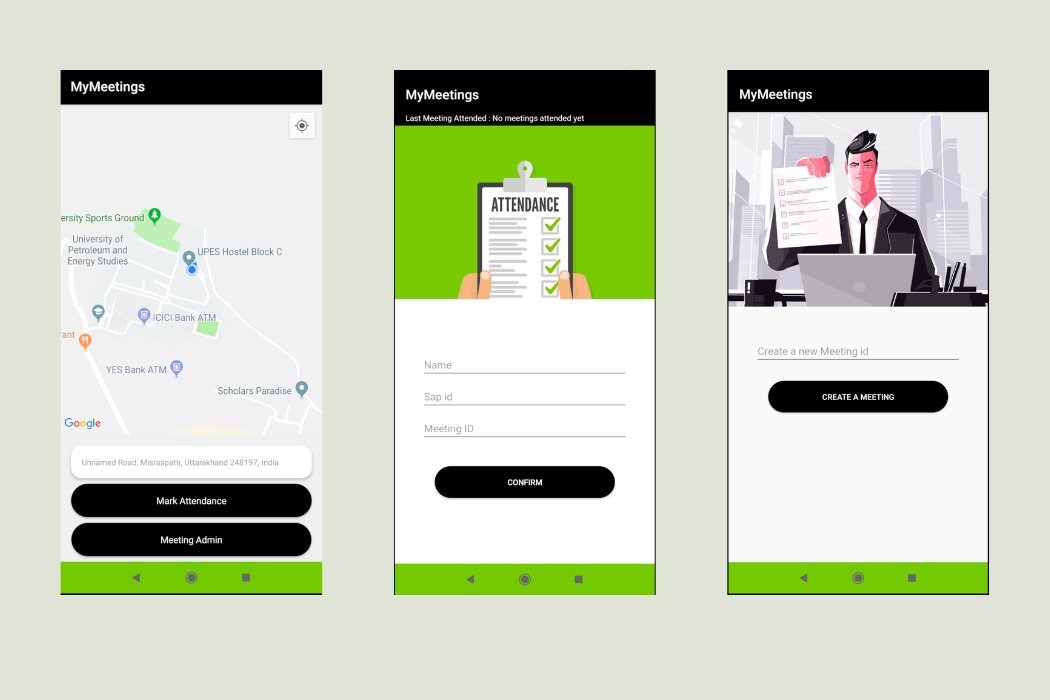 MyMeetings
ersity Sports Ground
University of
Petroleum and
Energy Studies
UPES Hostel Block C
ICICI Bank ATM
rant
YES Bank ATM
Scholars Paradise
Google
Unnamed Road, Misraspatti, Uttarakhand 248197, India
Mark Attendance
Meeting Admin
MyMeetings
Last Meeting Attended : No meetings attended yet
ATTENDANCE
Name
Sap id
Meeting ID
CONFIRM
MyMeetings
Create a new Meeting id
CREATE A MEETING